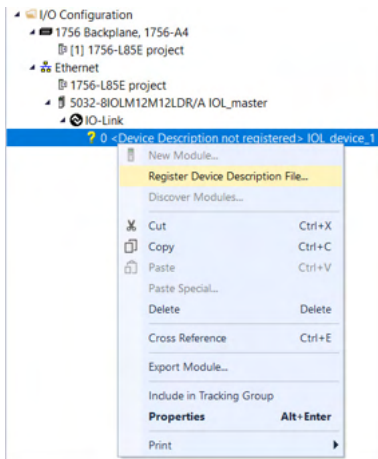 I/O Configuration
1756 Backplane, 1756-A4
[1] 1756-L85E project
Ethernet
1756-L85E project
5032-8IOLM12M12LDR/A IOL_master
IO-Link
? 0 <Device Description not registered> IOL_device_1
New Module...
Register Device Description File...
Discover Modules...
Cut Ctrl+X
Copy Ctrl+C
Paste Ctrl+V
Paste Special...
Delete Delete
Cross Reference Ctrl+E
Export Module...
Include in Tracking Group
Properties Alt+Enter
Print